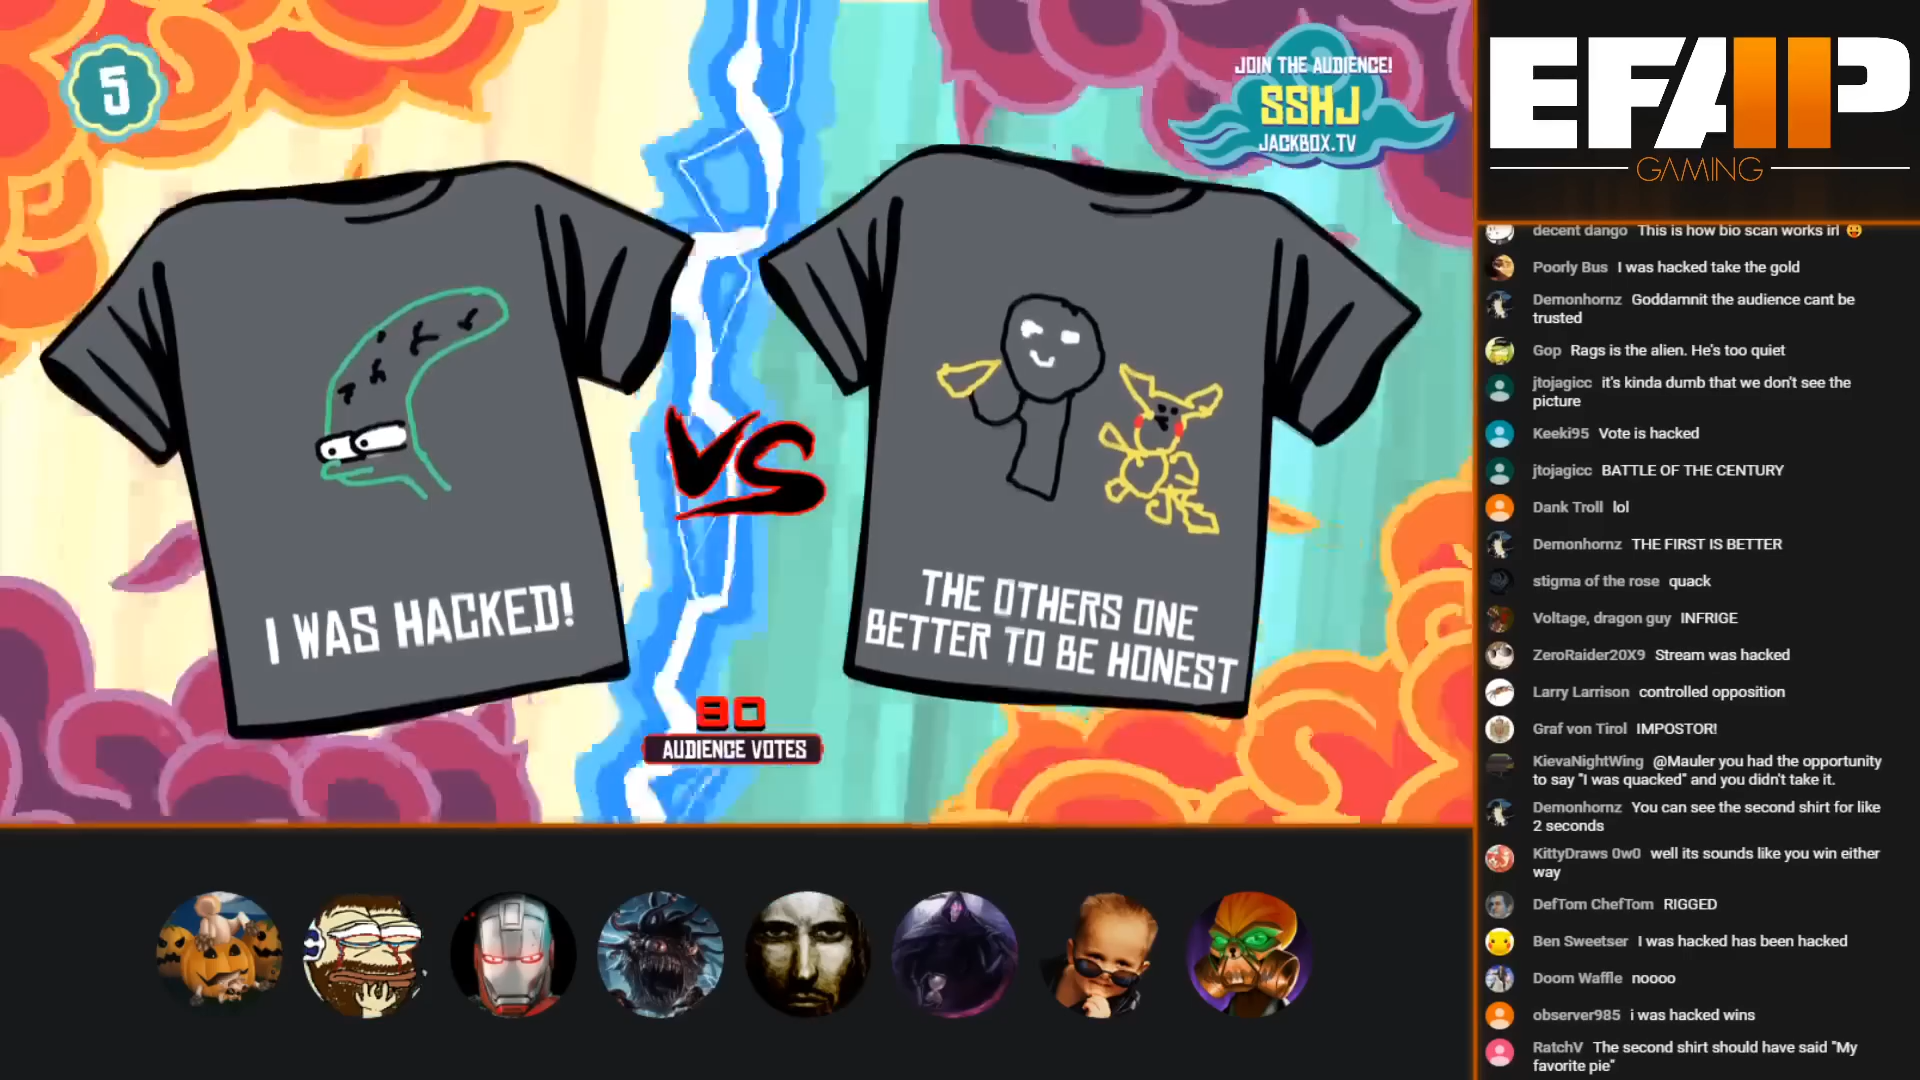 5
JOIN THE AUDIENCE!
SSHJ
JACKBOX.TV
I WAS HACKED!
VS
THE OTHERS ONE
BETTER TO BE HONEST
80
AUDIENCE VOTES
EFAP
GAMING
decent dango This is how bio scan works irl
Poorly Bus I was hacked take the gold
Demonhornz Goddamnit the audience cant be
trusted
Gop Rags is the alien. He's too quiet
jtojagicc it's kinda dumb that we don't see the
picture
Keeki95 Vote is hacked
jtojagicc BATTLE OF THE CENTURY
Dank Troll lol
Demonhornz THE FIRST IS BETTER
stigma of the rose quack
Voltage, dragon guy INFRIGE
ZeroRaider20X9 Stream was hacked
Larry Larrison controlled opposition
Graf von Tirol IMPOSTOR!
KievaNightWing @Mauler you had the opportunity
to say "I was quacked" and you didn't take it.
Demonhornz You can see the second shirt for like
2 seconds
KittyDraws 0w0 well its sounds like you win either
way
DefTom ChefTom RIGGED
Ben Sweetser I was hacked has been hacked
Doom Waffle noooo
observer985 i was hacked wins
RatchV The second shirt should have said "My
favorite pie"